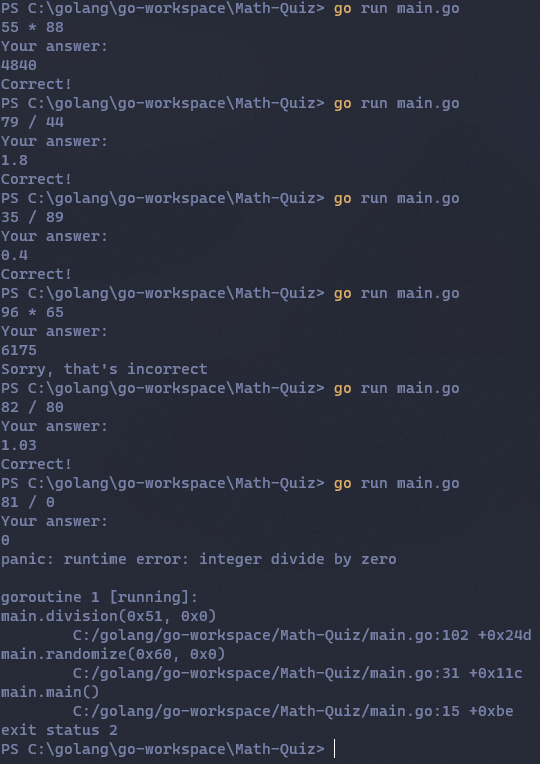 PS C:\golang\go-workspace\Math-Quiz> go run main.go
55 * 88
Your answer:
4840
Correct!
PS C:\golang\go-workspace\Math-Quiz> go run main.go
79 / 44
Your answer:
1.8
Correct!
PS C:\golang\go-workspace\Math-Quiz> go run main.go
35 / 89
Your answer:
0.4
Correct!
PS C:\golang\go-workspace\Math-Quiz> go run main.go
96 * 65
Your answer:
6175
Sorry, that's incorrect
PS C:\golang\go-workspace\Math-Quiz> go run main.go
82 / 80
Your answer:
1.03
Correct!
PS C:\golang\go-workspace\Math-Quiz> go run main.go
81 / 0
Your answer:
0
panic: runtime error: integer divide by zero

goroutine 1 [running]:
main.division(0x51, 0x0)
        C:/golang/go-workspace/Math-Quiz/main.go:102 +0x24d
main.randomize(0x60, 0x0)
        C:/golang/go-workspace/Math-Quiz/main.go:31 +0x11c
main.main()
        C:/golang/go-workspace/Math-Quiz/main.go:15 +0xbe
exit status 2
PS C:\golang\go-workspace\Math-Quiz>